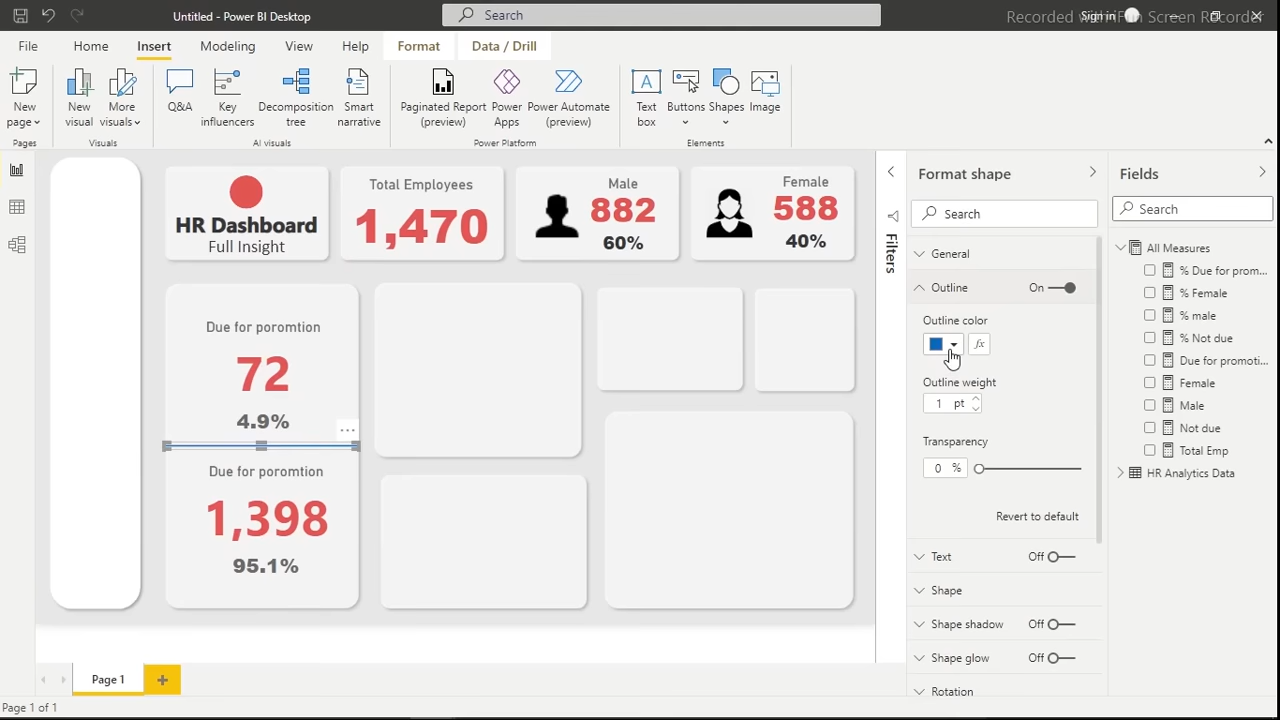 Untitled - Power BI Desktop
Search
Sign in
File
Home
Insert
Modeling
View
Help
Format
Data / Drill
New page
New visual
More visuals
Q&A
Key influencers
Decomposition tree
Smart narrative
Paginated Report (preview)
Power Apps
Power Automate (preview)
Text box
Buttons
Shapes
Image
Pages
Visuals
AI visuals
Power Platform
Elements
HR Dashboard
Full Insight
Total Employees
1,470
Male
882
60%
Female
588
40%
Due for poromtion
72
4.9%
Due for poromtion
1,398
95.1%
Filters
Format shape
Search
General
Outline
On
Outline color
fx
Outline weight
1 pt
Transparency
0 %
Revert to default
Text
Off
Shape
Shape shadow
Off
Shape glow
Off
Rotation
Fields
Search
All Measures
% Due for prom...
% Female
% male
% Not due
Due for promoti...
Female
Male
Not due
Total Emp
HR Analytics Data
Page 1
Page 1 of 1